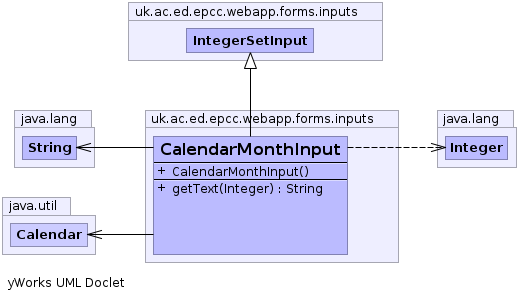 uk.ac.ed.epcc.webapp.forms.inputs
IntegerSetInput
java.lang
String
uk.ac.ed.epcc.webapp.forms.inputs
CalendarMonthInput
+ CalendarMonthInput()
+ getText(Integer) : String
java.lang
Integer
java.util
Calendar
yWorks UML Doclet